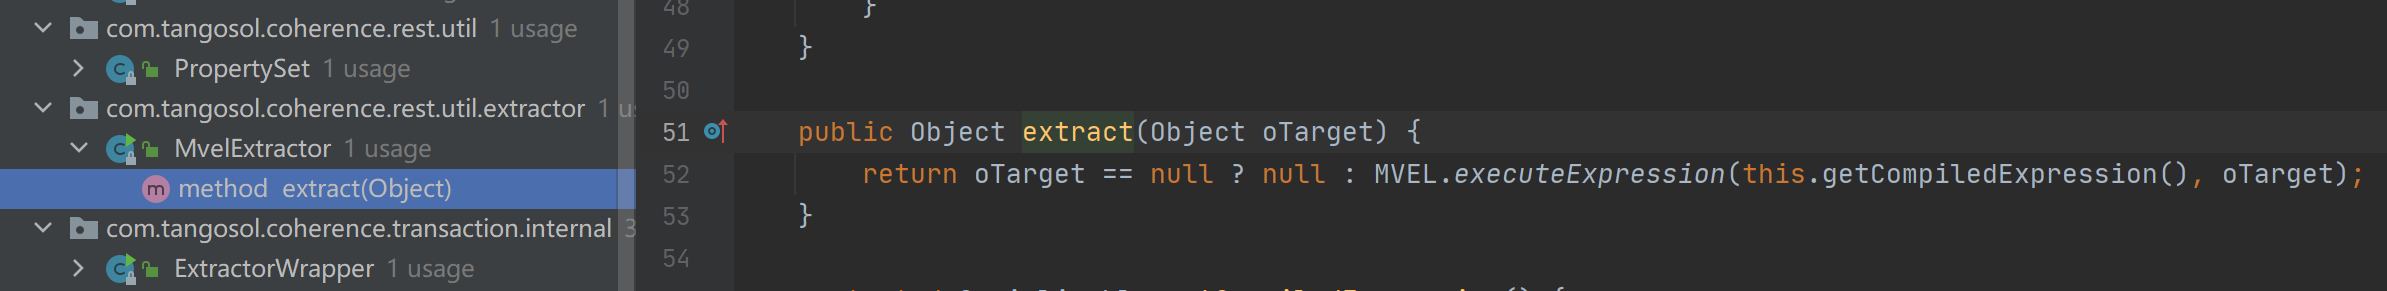 com.tangosol.coherence.rest.util 1 usage
PropertySet 1 usage
com.tangosol.coherence.rest.util.extractor 1 us
MvelExtractor 1 usage
method extract(Object)
com.tangosol.coherence.transaction.internal 3
ExtractorWrapper 1 usage
48 }
49 }
50
51 public Object extract(Object oTarget) {
52 return oTarget == null ? null : MVEL.executeExpression(this.getCompiledExpression(), oTarget);
53 }
54